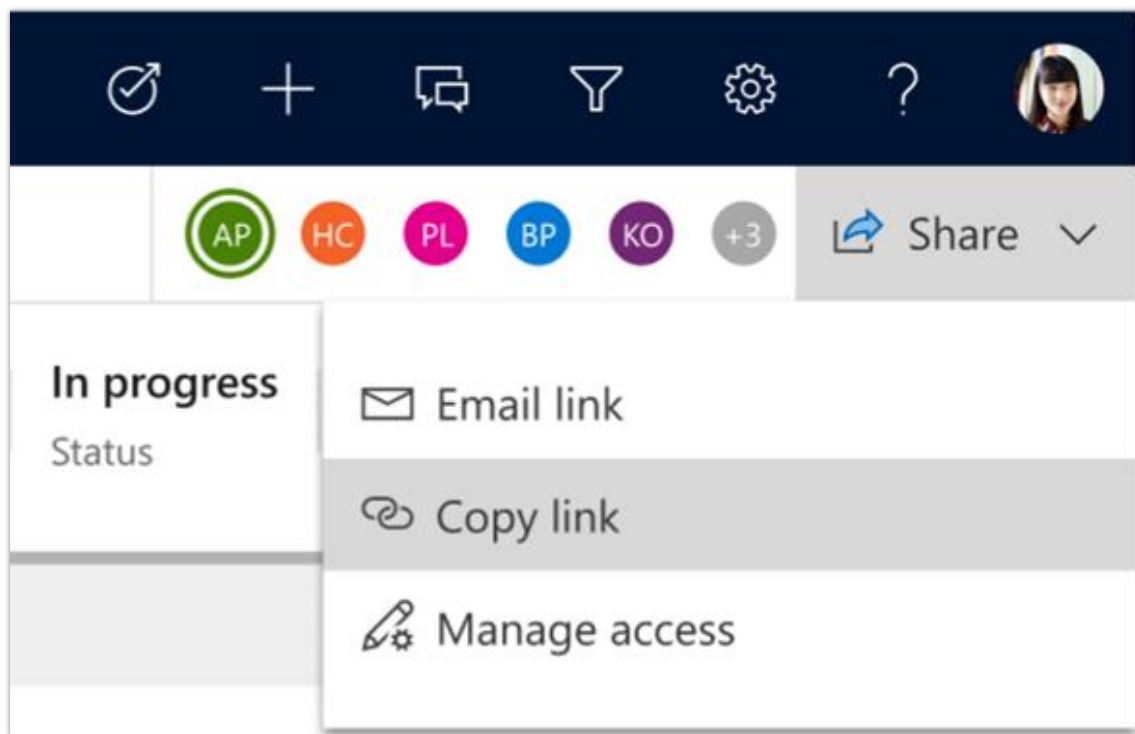 ?
AP HC PL BP KO +3 Share
In progress
Status
Email link
Copy link
Manage access